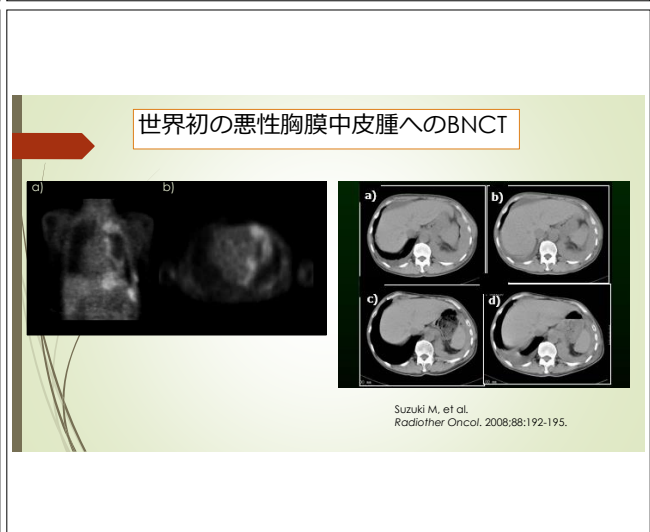 世界初の悪性胸膜中皮腫へのBNCT
a)
b)
a)
b)
c)
d)
Suzuki M, et al.
Radiother Oncol. 2008;88:192-195.